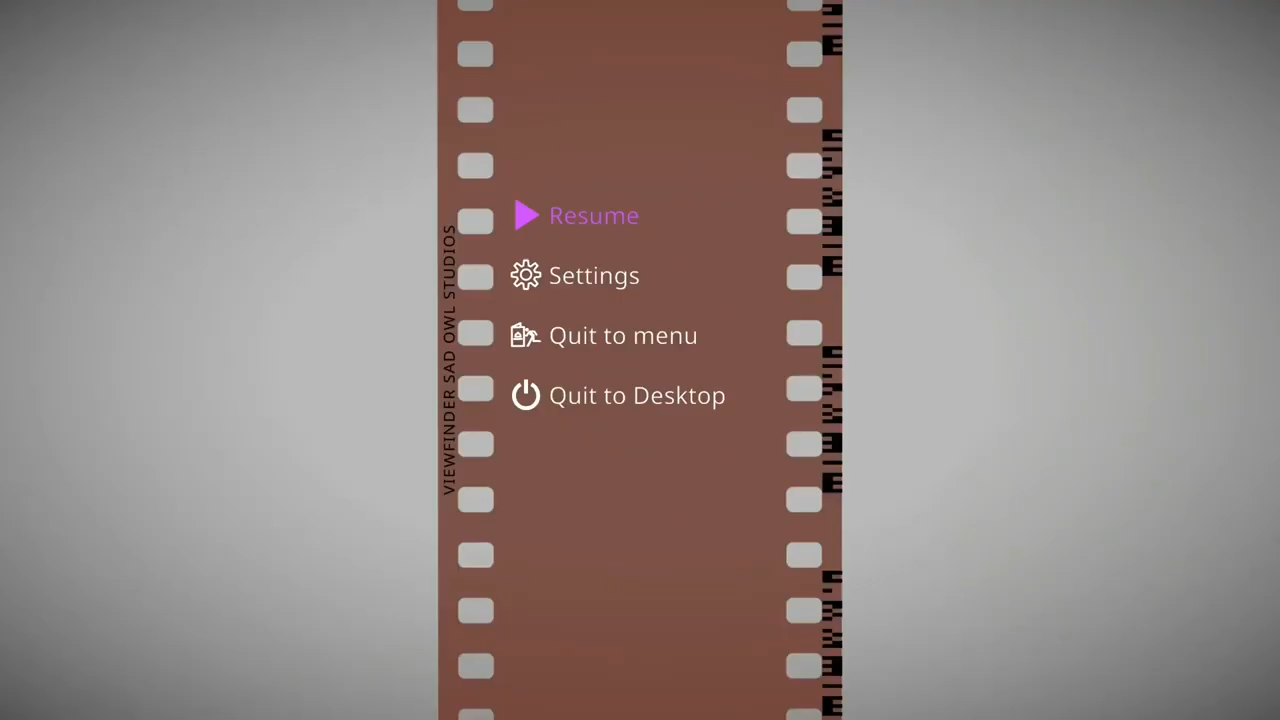 Resume
Settings
Quit to menu
Quit to Desktop
VIEWFINDER SAD OWL STUDIOS